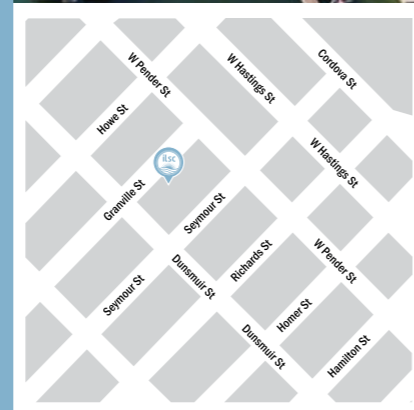 Cordova St
W Pender St
W Hastings St
Howe St
W Hastings St
ilsc
Granville St
Seymour St
W Pender St
Richards St
Dunsmuir St
Seymour St
Homer St
Dunsmuir St
Hamilton St